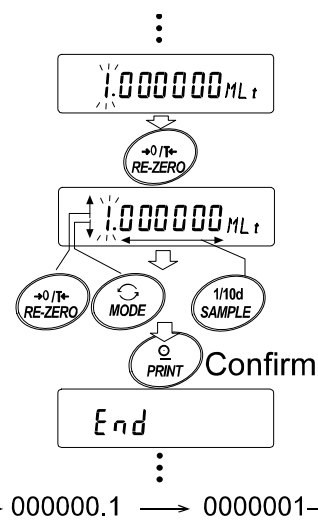 1.000000 MLt
→0/T←
RE-ZERO
1.000000 MLt
→0/T←
RE-ZERO
MODE
1/10d
SAMPLE
PRINT
Confirm
End
000000.1 → 0000001